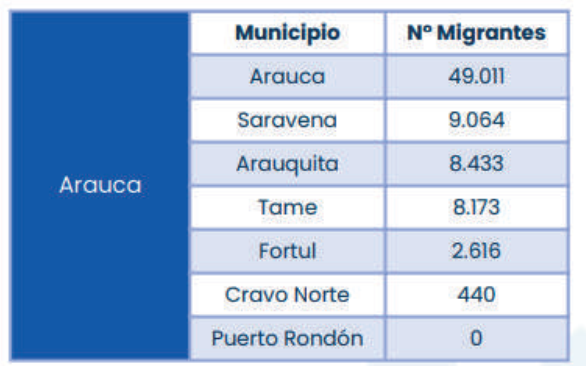 Municipio Nº Migrantes
Arauca 49.011
Saravena 9.064
Arauquita 8.433
Arauca
Tame 8.173
Fortul 2.616
Cravo Norte 440
Puerto Rondón 0